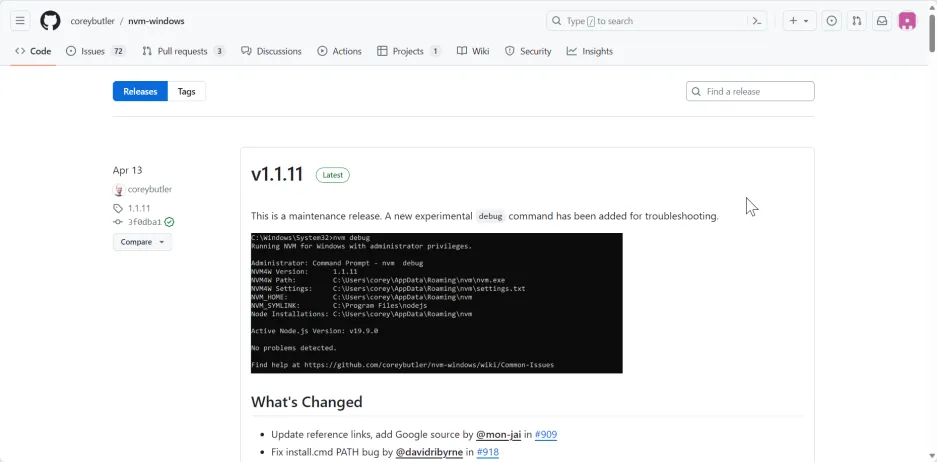 coreybutler / nvm-windows
Type / to search
Code Issues 72 Pull requests 3 Discussions Actions Projects 1 Wiki Security Insights
Releases Tags
Find a release
Apr 13
coreybutler
1.1.11
3f0dba1
Compare
v1.1.11 Latest
This is a maintenance release. A new experimental debug command has been added for troubleshooting.
C:\Windows\System32>nvm debug
Running NVM for Windows with administrator privileges.
Administrator: Command Prompt - nvm debug
NVM4W Version: 1.1.11
NVM4W Path: C:\Users\corey\AppData\Roaming\nvm\nvm.exe
NVM4W Settings: C:\Users\corey\AppData\Roaming\nvm\settings.txt
NVM_HOME: C:\Users\corey\AppData\Roaming\nvm
NVM_SYMLINK: C:\Program Files\nodejs
Node Installations: C:\Users\corey\AppData\Roaming\nvm
Active Node.js Version: v19.9.0
No problems detected.
Find help at https://github.com/coreybutler/nvm-windows/wiki/Common-Issues
What's Changed
Update reference links, add Google source by @mon-jai in #909
Fix install.cmd PATH bug by @davidribyrne in #918